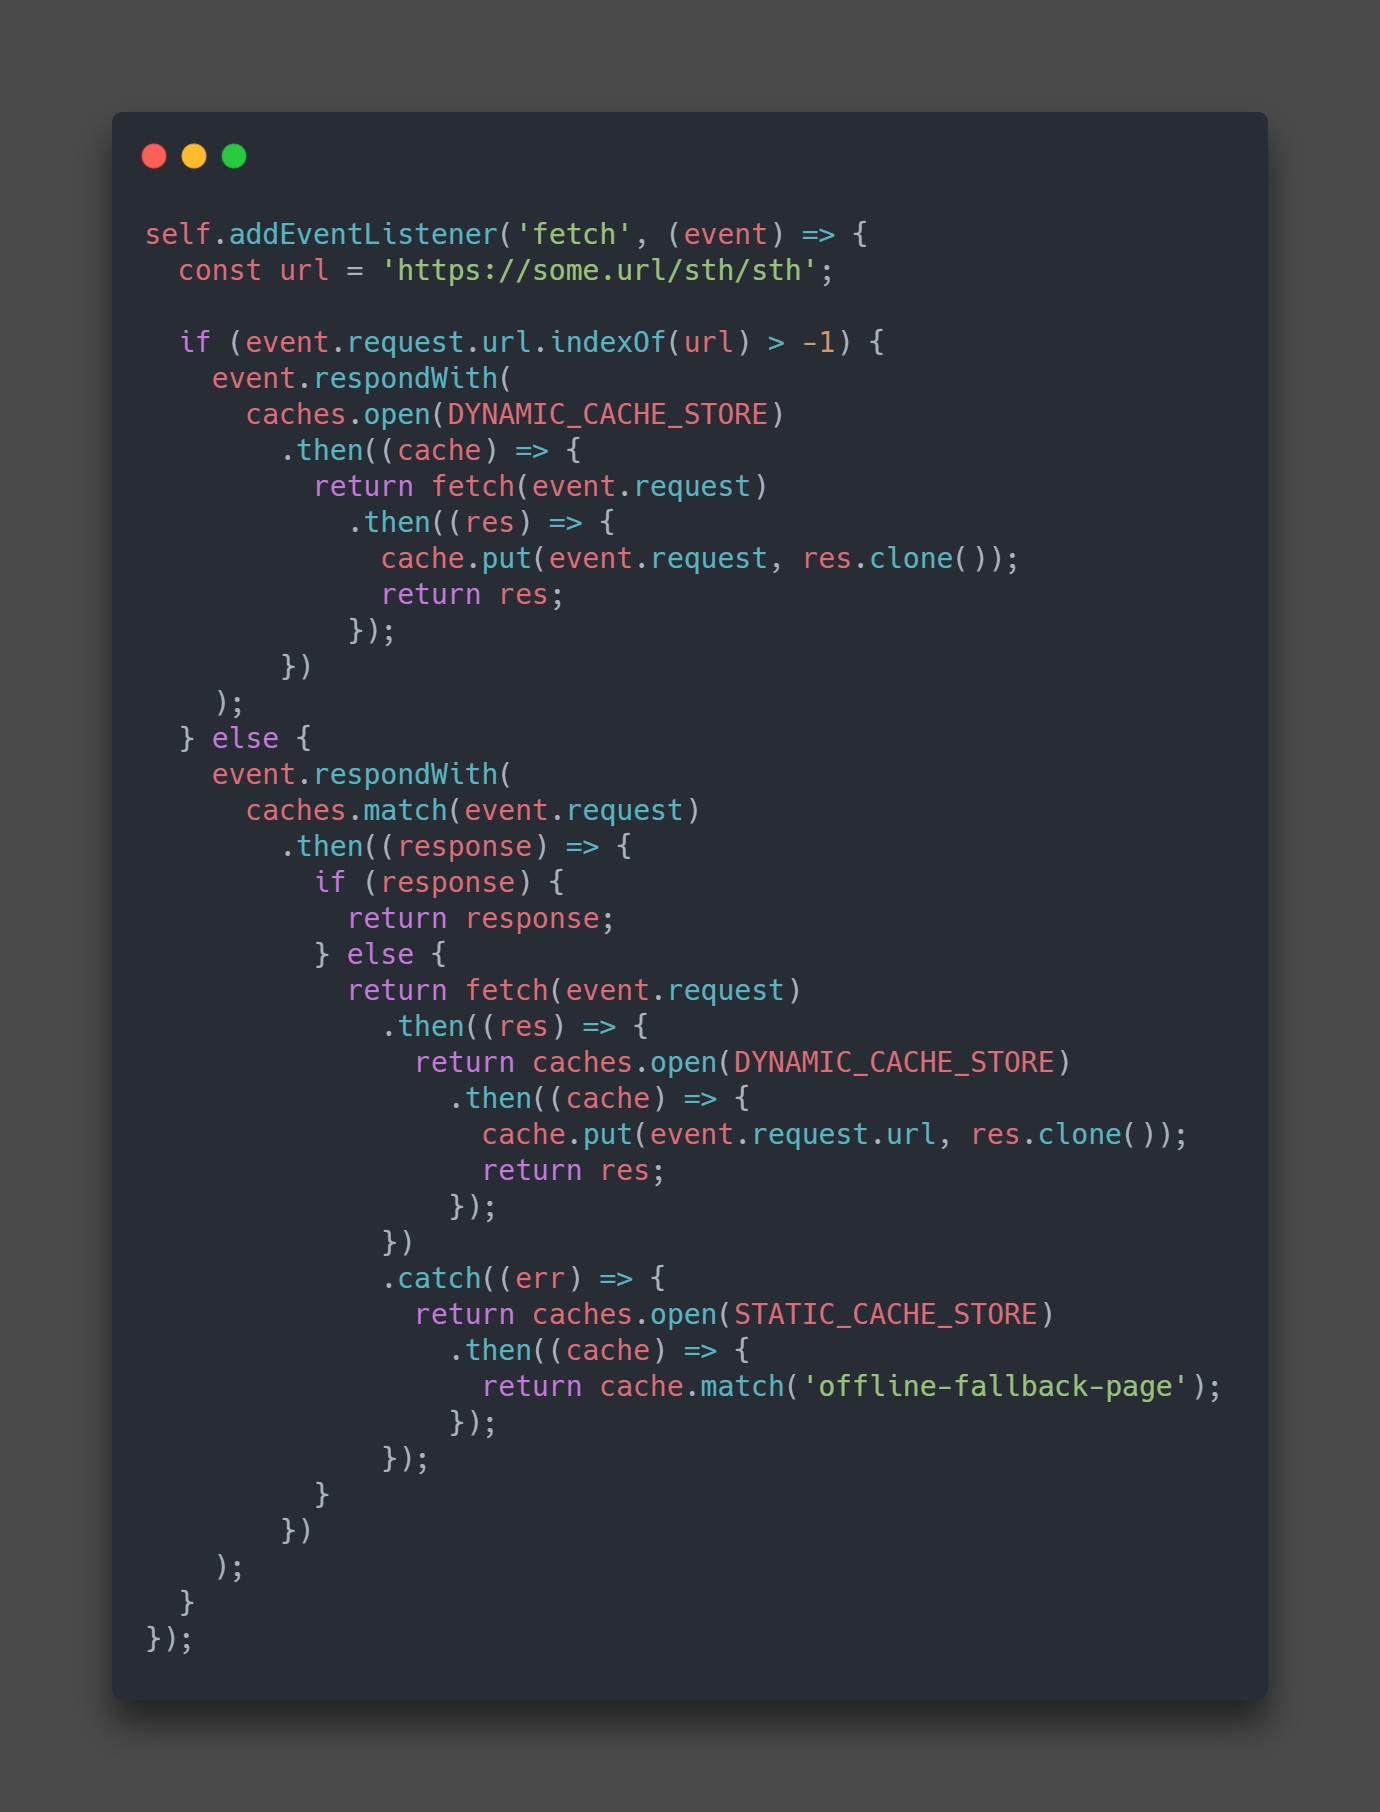 self.addEventListener('fetch', (event) => {
  const url = 'https://some.url/sth/sth';

  if (event.request.url.indexOf(url) > -1) {
    event.respondWith(
      caches.open(DYNAMIC_CACHE_STORE)
        .then((cache) => {
          return fetch(event.request)
            .then((res) => {
              cache.put(event.request, res.clone());
              return res;
            });
        })
    );
  } else {
    event.respondWith(
      caches.match(event.request)
        .then((response) => {
          if (response) {
            return response;
          } else {
            return fetch(event.request)
              .then((res) => {
                return caches.open(DYNAMIC_CACHE_STORE)
                  .then((cache) => {
                    cache.put(event.request.url, res.clone());
                    return res;
                  });
              })
              .catch((err) => {
                return caches.open(STATIC_CACHE_STORE)
                  .then((cache) => {
                    return cache.match('offline-fallback-page');
                  });
              });
          }
        })
    );
  }
});